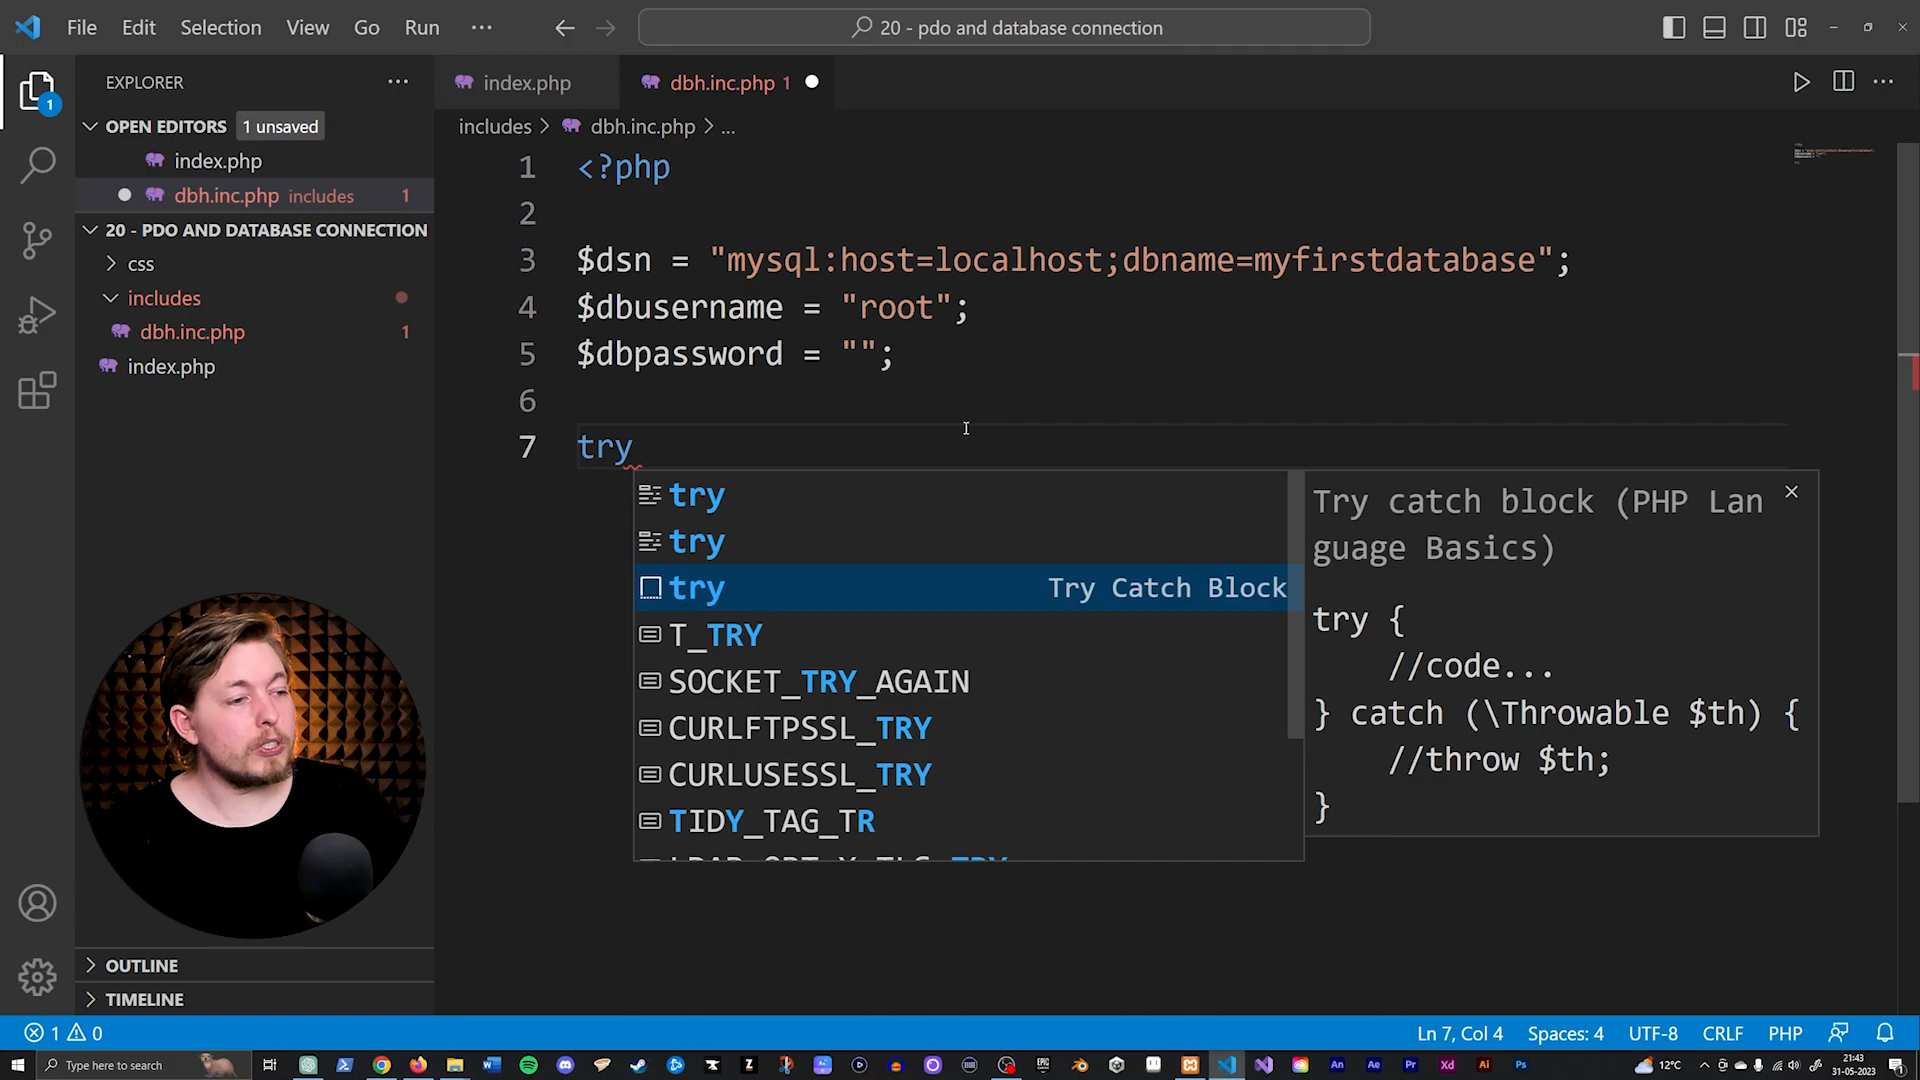 File Edit Selection View Go Run ···
20 - pdo and database connection
EXPLORER
OPEN EDITORS 1 unsaved
index.php
dbh.inc.php includes 1
20 - PDO AND DATABASE CONNECTION
css
includes
dbh.inc.php 1
index.php
OUTLINE
TIMELINE
1
index.php
dbh.inc.php 1
includes > dbh.inc.php > ...
1 <?php
2
3 $dsn = "mysql:host=localhost;dbname=myfirstdatabase";
4 $dbusername = "root";
5 $dbpassword = "";
6
7 try
try
try
try Try Catch Block
T_TRY
SOCKET_TRY_AGAIN
CURLFTPSSL_TRY
CURLUSESSL_TRY
TIDY_TAG_TR
Try catch block (PHP Lan
guage Basics)
try {
//code...
} catch (\Throwable $th) {
//throw $th;
}
1 0
Ln 7, Col 4 Spaces: 4 UTF-8 CRLF PHP
Type here to search
12°C
21:43
31-05-2023